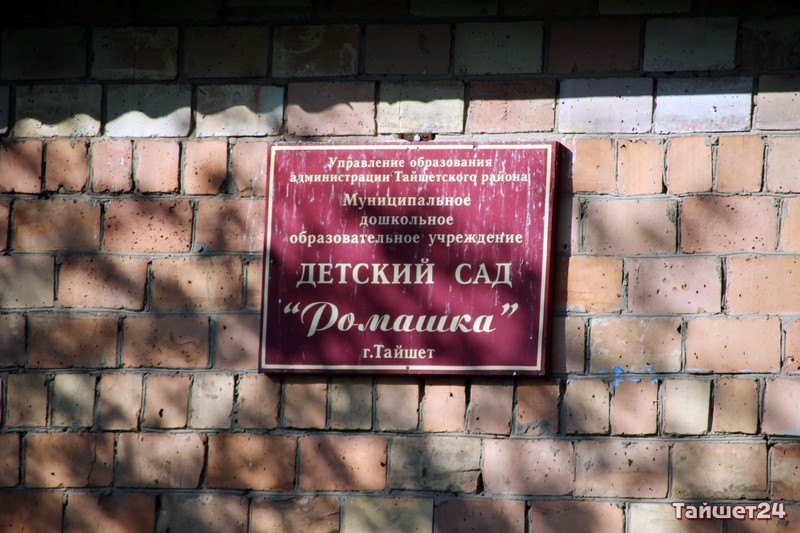 Управление образования
администрации Тайшетского района
Муниципальное
дошкольное
образовательное учреждение
ДЕТСКИЙ САД
“Ромашка”
г.Тайшет
Тайшет24